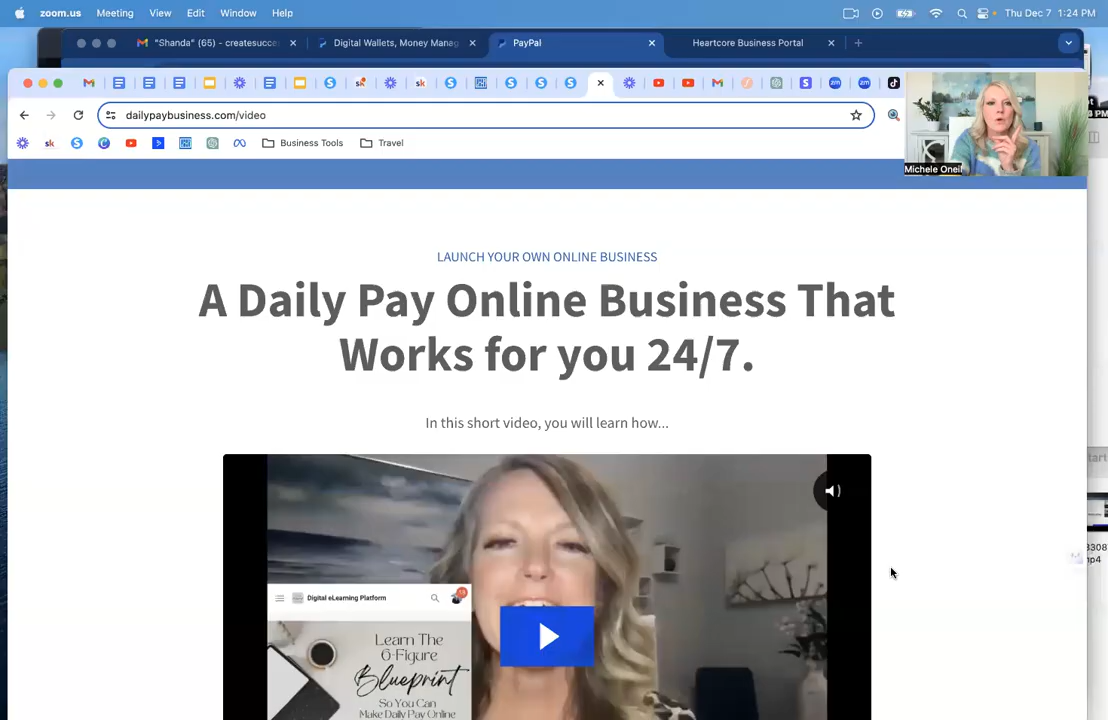 zoom.us Meeting View Edit Window Help Thu Dec 7 1:24 PM
"Shanda" (65) - createsucce Digital Wallets, Money Manag PayPal Heartcore Business Portal
dailypaybusiness.com/video
Business Tools Travel
Michele Oneil
LAUNCH YOUR OWN ONLINE BUSINESS
A Daily Pay Online Business That
Works for you 24/7.
In this short video, you will learn how...
Digital eLearning Platform
Learn The
6-Figure
Blueprint
So You Can
Make Daily Pay Online
tart
3308
mp4